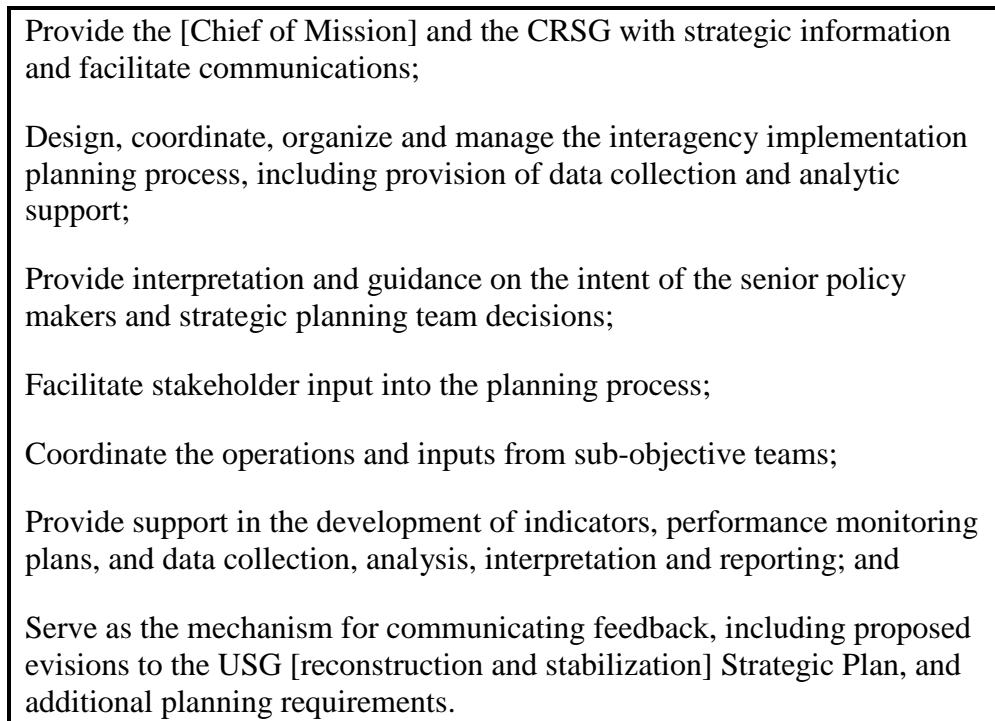 Provide the [Chief of Mission] and the CRSG with strategic information
and facilitate communications;
Design, coordinate, organize and manage the interagency implementation
planning process, including provision of data collection and analytic
support;
Provide interpretation and guidance on the intent of the senior policy
makers and strategic planning team decisions;
Facilitate stakeholder input into the planning process;
Coordinate the operations and inputs from sub-objective teams;
Provide support in the development of indicators, performance monitoring
plans, and data collection, analysis, interpretation and reporting; and
Serve as the mechanism for communicating feedback, including proposed
evisions to the USG [reconstruction and stabilization] Strategic Plan, and
additional planning requirements.